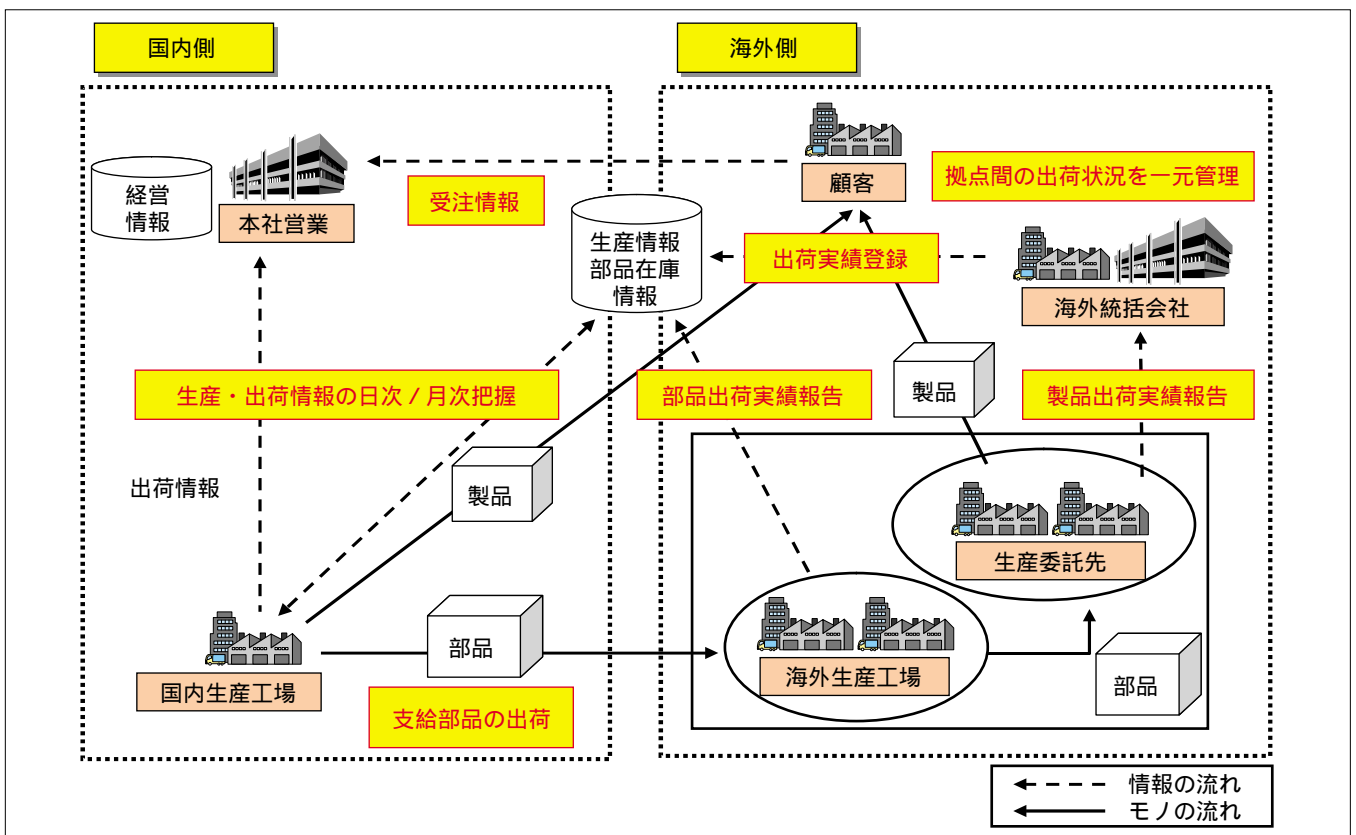 国内側
海外側
顧客
拠点間の出荷状況を一元管理
経営
情報
本社営業
受注情報
生産情報
部品在庫
情報
出荷実績登録
海外統括会社
生産・出荷情報の日次/月次把握
部品出荷実績報告
製品
製品出荷実績報告
出荷情報
製品
生産委託先
部品
海外生産工場
部品
国内生産工場
支給部品の出荷
情報の流れ
モノの流れ